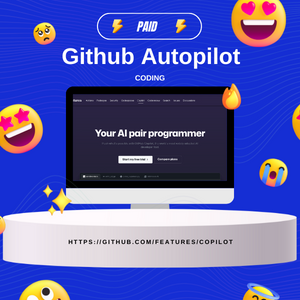 PAID
Github Autopilot
CODING
Your AI pair programmer
HTTPS://GITHUB.COM/FEATURES/COPILOT